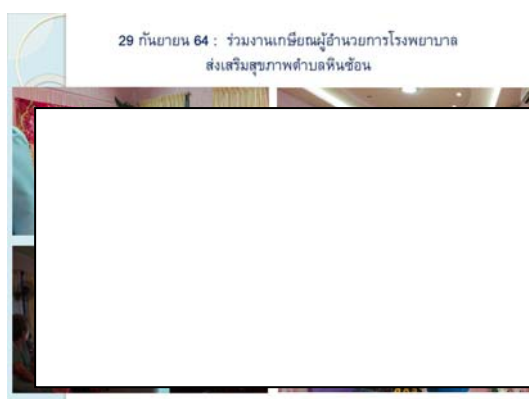 29 กันยายน 64 : ร่วมงานเกษียณผู้อำนวยการโรงพยาบาล
ส่งเสริมสุขภาพตำบลหินซ้อน